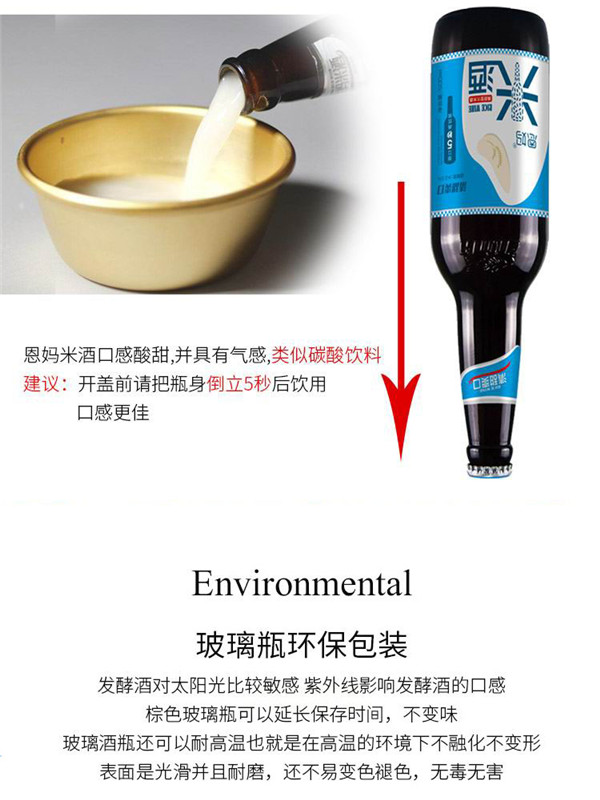 恩妈米酒口感酸甜,并具有气感,类似碳酸饮料
建议：开盖前请把瓶身倒立5秒后饮用
口感更佳
米酒
恩妈
Environmental
玻璃瓶环保包装
发酵酒对太阳光比较敏感 紫外线影响发酵酒的口感
棕色玻璃瓶可以延长保存时间，不变味
玻璃酒瓶还可以耐高温也就是在高温的环境下不融化不变形
表面是光滑并且耐磨，还不易变色褪色，无毒无害